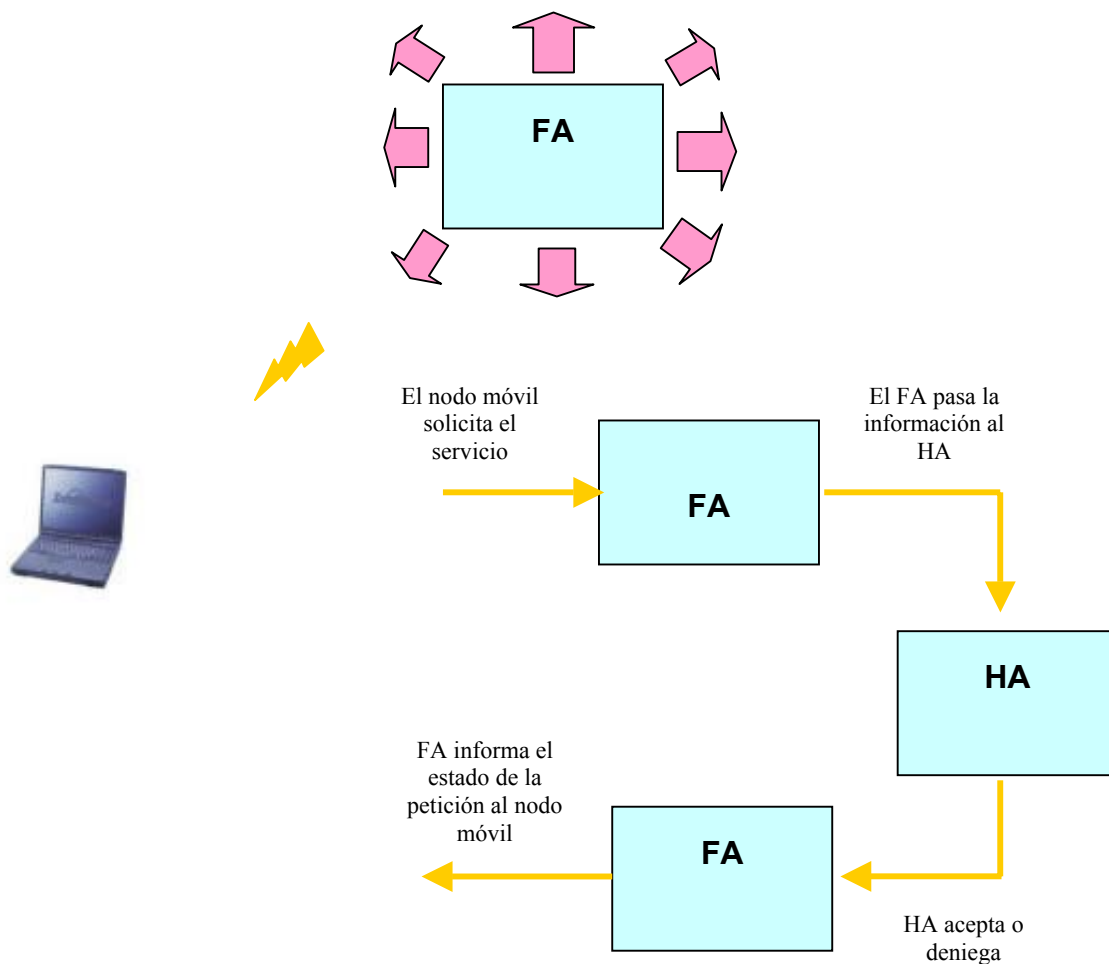 FA
El nodo móvil
solicita el
servicio
El FA pasa la
información al
HA
FA
HA
FA informa el
estado de la
petición al nodo
móvil
FA
HA acepta o
deniega